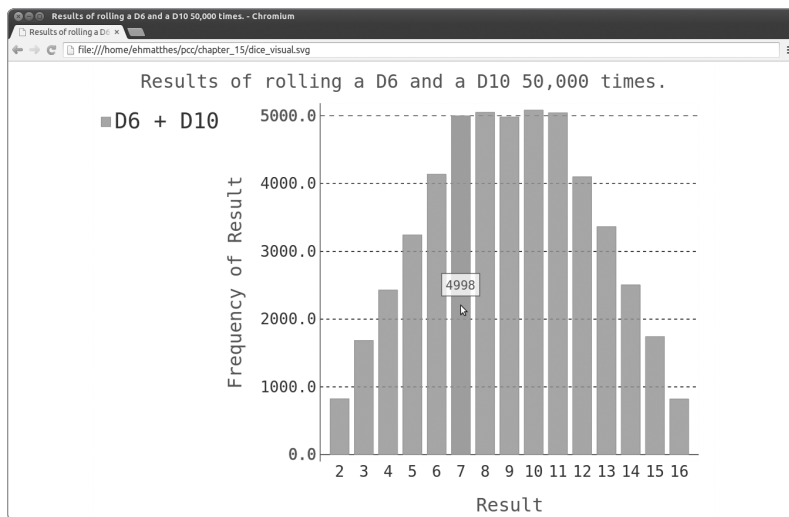 Results of rolling a D6 and a D10 50,000 times. - Chromium
Results of rolling a D6
file:///home/ehmatthes/pcc/chapter_15/dice_visual.svg
Results of rolling a D6 and a D10 50,000 times.
D6 + D10
Frequency of Result
5000.0
4000.0
3000.0
2000.0
1000.0
0.0
4998
2 3 4 5 6 7 8 9 10 11 12 13 14 15 16
Result